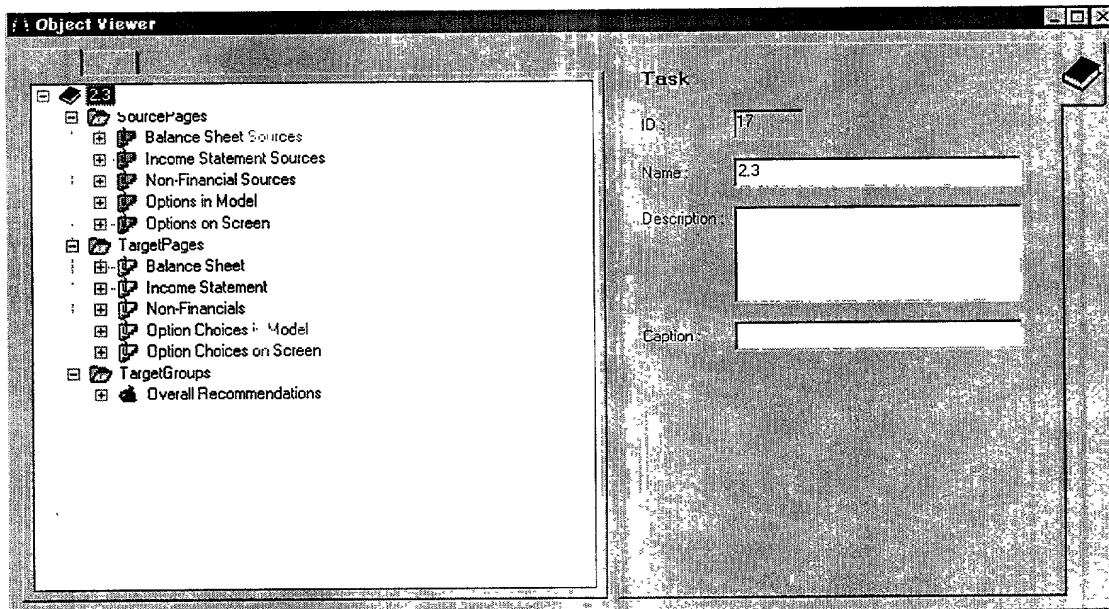 Object Viewer
2.3
SourcePages
Balance Sheet Sources
Income Statement Sources
Non-Financial Sources
Options in Model
Options on Screen
TargetPages
Balance Sheet
Income Statement
Non-Financials
Option Choices in Model
Option Choices on Screen
TargetGroups
Overall Recommendations
Task
ID : 17
Name : 2.3
Description :
Caption :